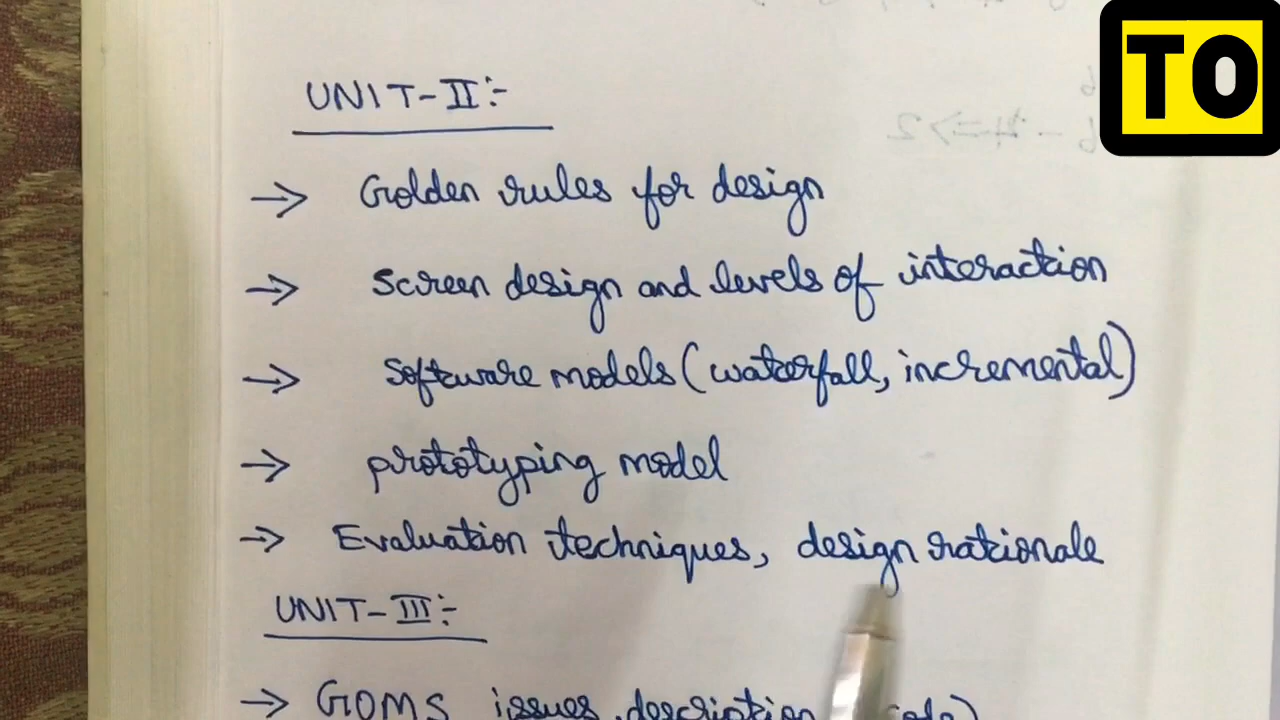 TO
UNIT-II:-
→ Golden rules for design
→ Screen design and levels of interaction
→ Software models (waterfall, incremental)
→ prototyping model
→ Evaluation techniques, design rationale
UNIT-III:-
→ GOMS issues, description